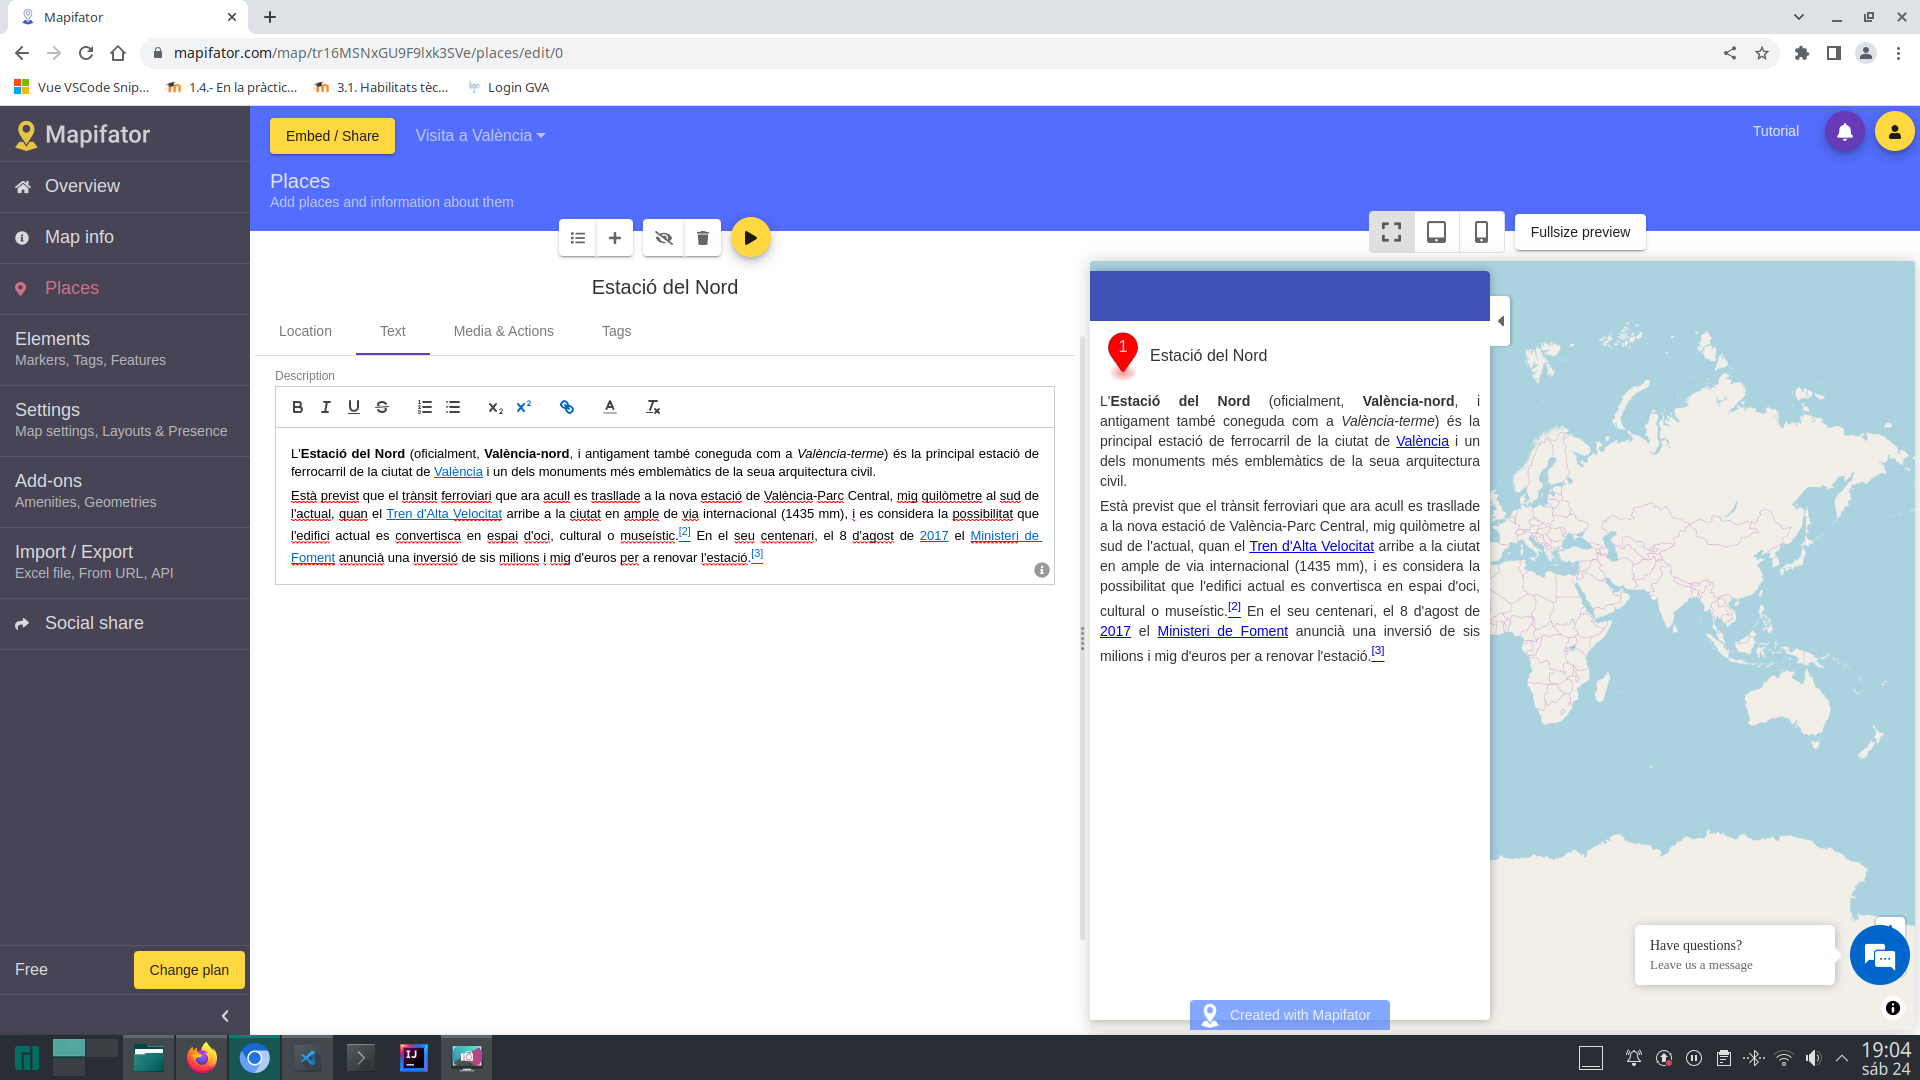 Mapifator
mapifator.com/map/tr16MSNxGU9F9lxk3SVe/places/edit/0
Vue VSCode Snip...
1.4.- En la pràctic...
3.1. Habilitats tèc...
Login GVA
Mapifator
Embed / Share
Visita a València
Tutorial
Places
Add places and information about them
Overview
Map info
Places
Elements
Markers, Tags, Features
Settings
Map settings, Layouts & Presence
Add-ons
Amenities, Geometries
Import / Export
Excel file, From URL, API
Social share
Free
Change plan
Fullsize preview
Estació del Nord
Location
Text
Media & Actions
Tags
Description
L'Estació del Nord (oficialment, València-nord, i antigament també coneguda com a València-terme) és la principal estació de
ferrocarril de la ciutat de València i un dels monuments més emblemàtics de la seua arquitectura civil.
Està previst que el trànsit ferroviari que ara acull es trasllade a la nova estació de València-Parc Central, mig quilòmetre al sud de
l'actual, quan el Tren d'Alta Velocitat arribe a la ciutat en ample de via internacional (1435 mm), i es considera la possibilitat que
l'edifici actual es convertisca en espai d'oci, cultural o museístic.[2] En el seu centenari, el 8 d'agost de 2017 el Ministeri de
Foment anuncià una inversió de sis milions i mig d'euros per a renovar l'estació.[3]
1
Estació del Nord
L'Estació del Nord (oficialment, València-nord, i
antigament també coneguda com a València-terme) és la
principal estació de ferrocarril de la ciutat de València i un
dels monuments més emblemàtics de la seua arquitectura
civil.
Està previst que el trànsit ferroviari que ara acull es trasllade
a la nova estació de València-Parc Central, mig quilòmetre al
sud de l'actual, quan el Tren d'Alta Velocitat arribe a la ciutat
en ample de via internacional (1435 mm), i es considera la
possibilitat que l'edifici actual es convertisca en espai d'oci,
cultural o museístic.[2] En el seu centenari, el 8 d'agost de
2017 el Ministeri de Foment anuncià una inversió de sis
milions i mig d'euros per a renovar l'estació.[3]
Have questions?
Leave us a message
Created with Mapifator
19:04
sáb 24